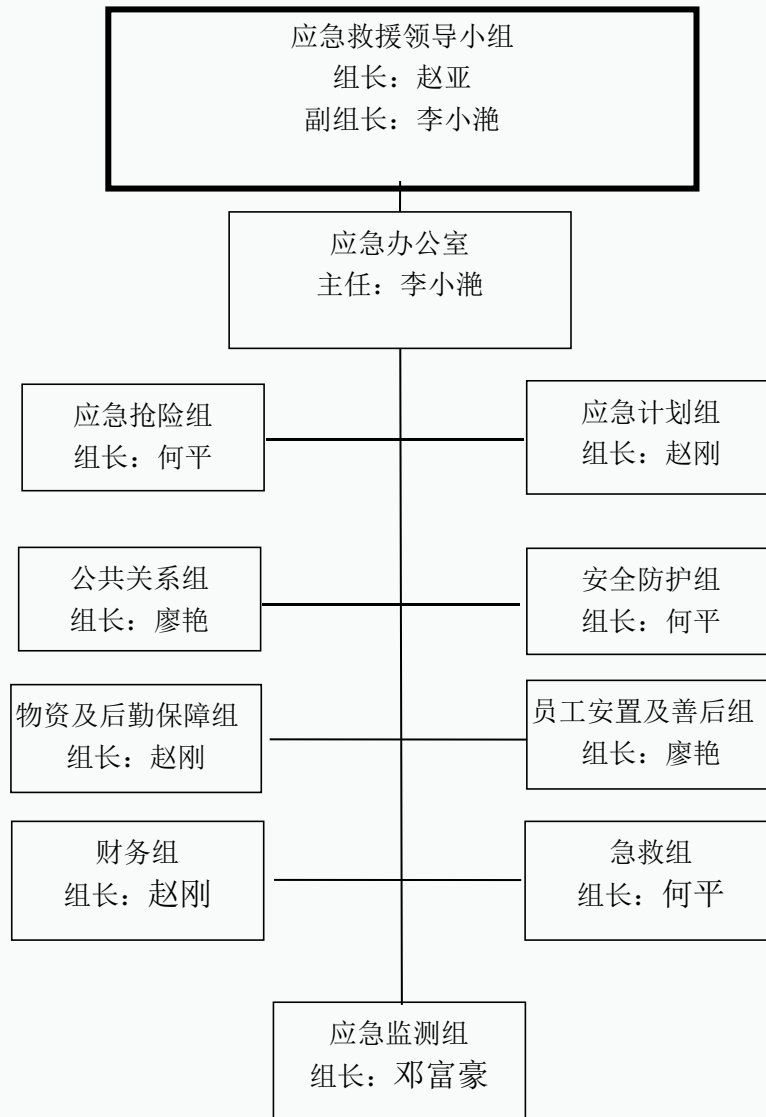 应急救援领导小组
组长：赵亚
副组长：李小滟
应急办公室
主任：李小滟
应急抢险组
组长：何平
应急计划组
组长：赵刚
公共关系组
组长：廖艳
安全防护组
组长：何平
物资及后勤保障组
组长：赵刚
员工安置及善后组
组长：廖艳
财务组
组长：赵刚
急救组
组长：何平
应急监测组
组长：邓富豪